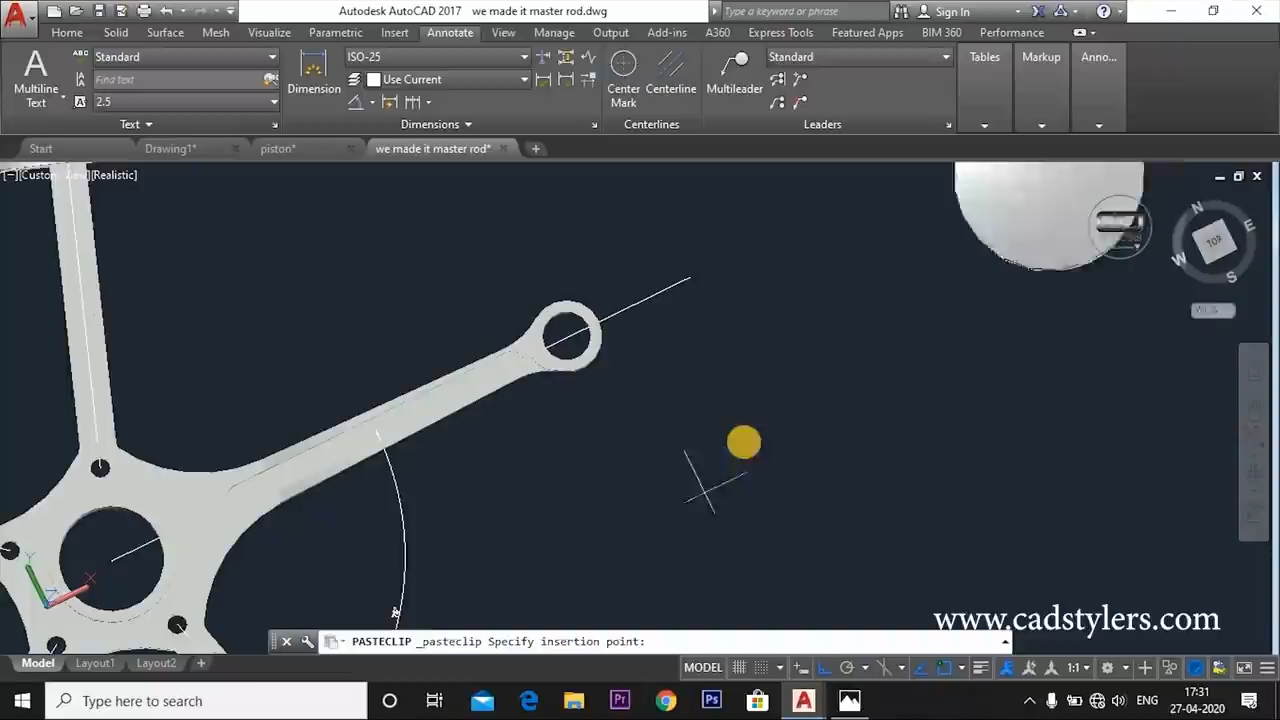 Autodesk AutoCAD 2017 we made it master rod.dwg
Type a keyword or phrase
Sign In
Home Solid Surface Mesh Visualize Parametric Insert Annotate View Manage Output Add-ins A360 Express Tools Featured Apps BIM 360 Performance
Multiline
Text
Standard
Find text
2.5
Text
Dimension
ISO-25
Use Current
Dimensions
Center
Mark
Centerline
Centerlines
Multileader
Standard
Leaders
Tables
Markup
Anno...
Start Drawing1* piston* we made it master rod*
[Realistic]
N
E
TOP
W
S
Y
X
Z
www.cadstylers.com
PASTECLIP _pasteclip Specify insertion point:
Model Layout1 Layout2
MODEL
1:1
Type here to search
Pr
Ps
ENG
17:31
27-04-2020